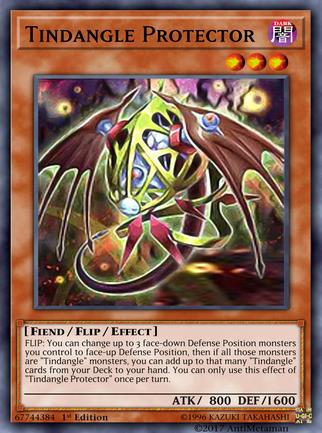 TINDANGLE PROTECTOR
DARK
闇
[FIEND / FLIP / EFFECT]
FLIP: You can change up to 3 face-down Defense Position monsters
you control to face-up Defense Position, then if all those monsters
are "Tindangle" monsters, you can add up to that many "Tindangle"
cards from your Deck to your hand. You can only use this effect of
"Tindangle Protector" once per turn.
ATK/ 800 DEF/1600
67744384 1st Edition ©1996 KAZUKI TAKAHASHI
©2017 AntiMetaman